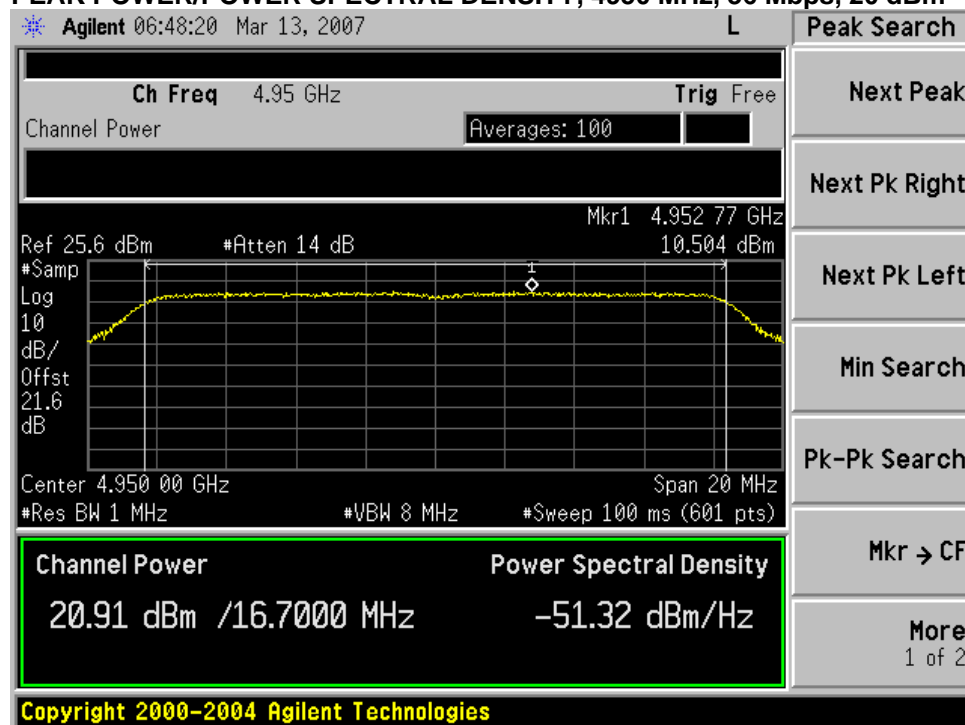 Agilent 06:48:20 Mar 13, 2007 L Peak Search
Ch Freq 4.95 GHz Trig Free
Channel Power Averages: 100
Mkr1 4.952 77 GHz
Ref 25.6 dBm #Atten 14 dB 10.504 dBm
#Samp
Log
10
dB/
Offst
21.6
dB
1
Center 4.950 00 GHz Span 20 MHz
#Res BW 1 MHz #VBW 8 MHz #Sweep 100 ms (601 pts)
Channel Power Power Spectral Density
20.91 dBm /16.7000 MHz -51.32 dBm/Hz
Next Peak
Next Pk Right
Next Pk Left
Min Search
Pk-Pk Search
Mkr → CF
More
1 of 2
Copyright 2000-2004 Agilent Technologies